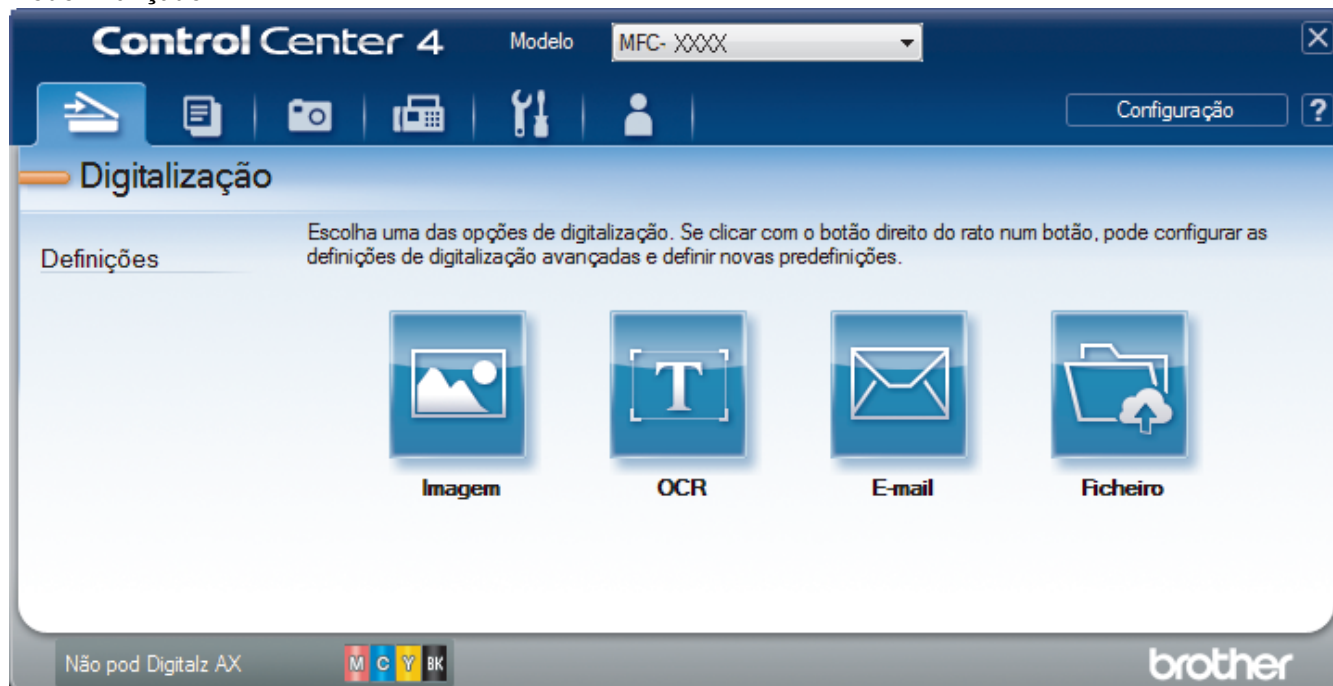 Control Center 4
Modelo
MFC- XXXX
Configuração
?
Digitalização
Definições
Escolha uma das opções de digitalização. Se clicar com o botão direito do rato num botão, pode configurar as
definições de digitalização avançadas e definir novas predefinições.
T
Imagem
OCR
E-mail
Ficheiro
Não pod Digitalz AX
M C Y BK
brother